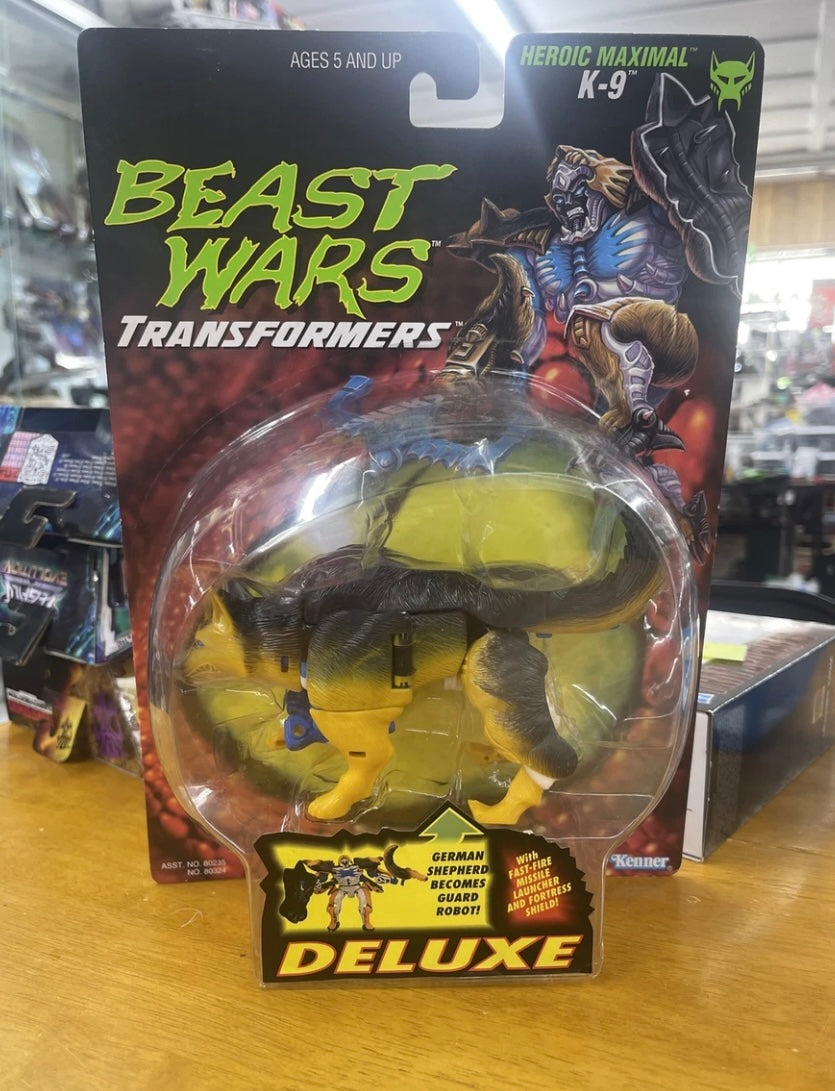 AGES 5 AND UP
HEROIC MAXIMAL™
K-9™
BEAST
WARS™
TRANSFORMERS™
GERMAN
SHEPHERD
BECOMES
GUARD
ROBOT!
With
FAST-FIRE
MISSILE
LAUNCHER
AND FORTRESS
SHIELD!
ASST. NO. 80235
NO. 80324
Kenner
DELUXE